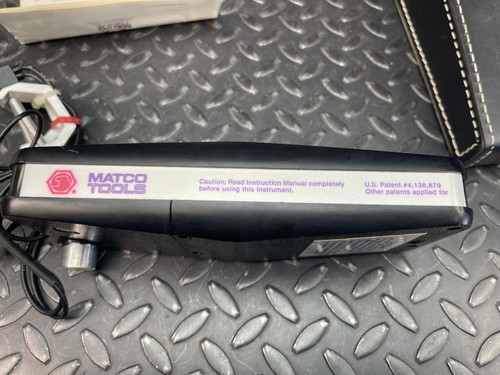 MATCO
TOOLS
Caution: Read Instruction Manual completely
before using this instrument.
U.S. Patent #4,138,879
Other patents applied for